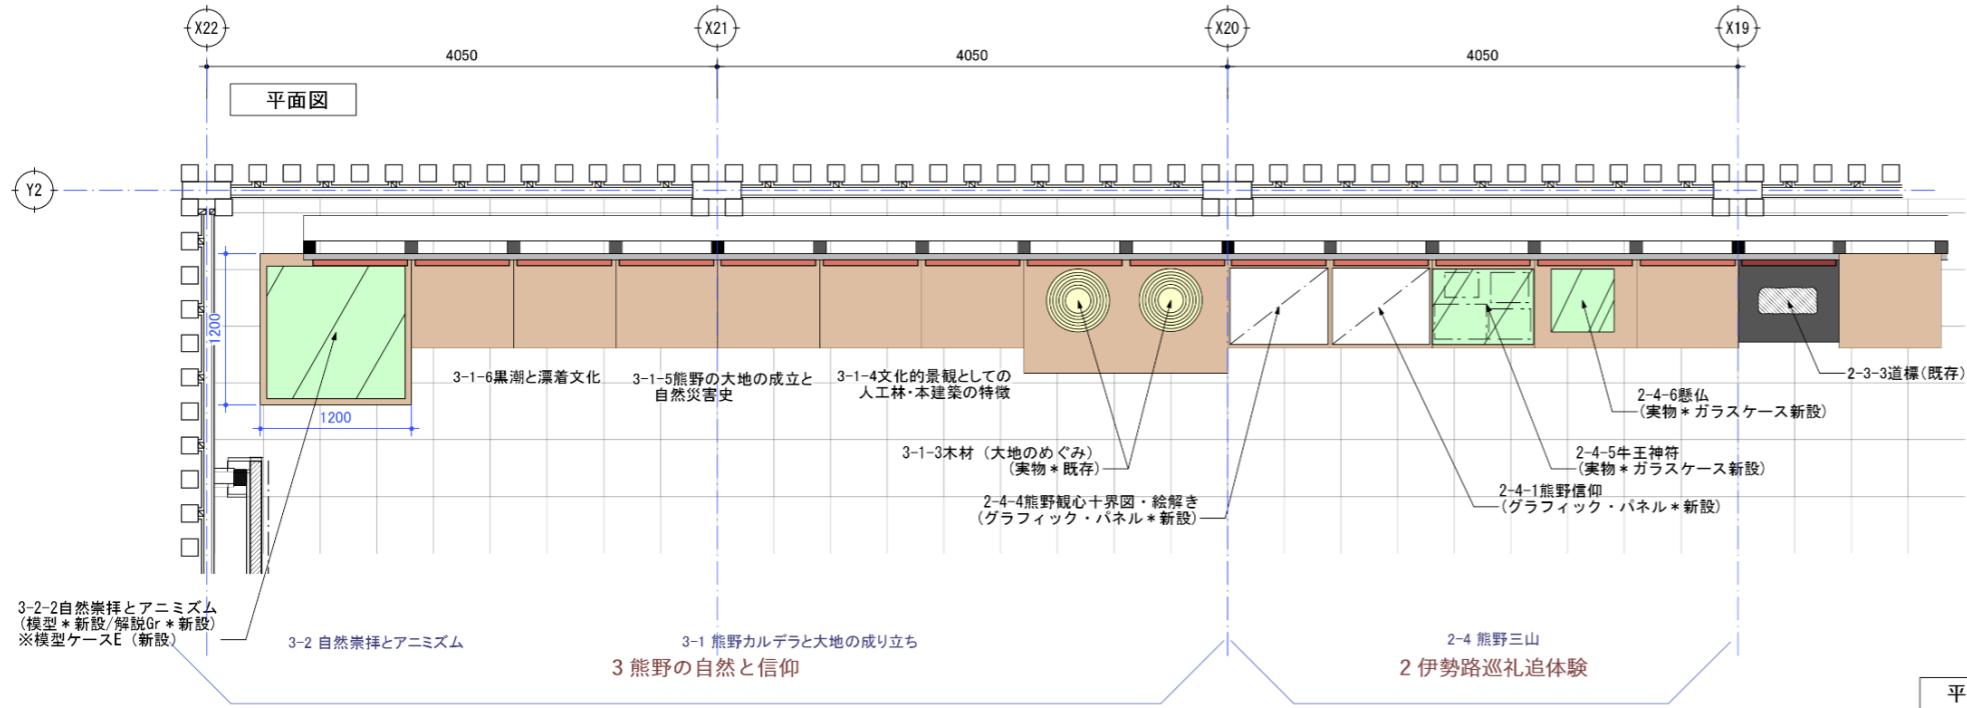 X22
X21
X20
X19
4050
4050
4050
平面図
Y2
1200
1200
3-1-6黒潮と漂着文化
3-1-5熊野の大地の成立と
自然災害史
3-1-4文化的景観としての
人工林・本建築の特徴
2-3-3道標(既存)
2-4-6懸仏
(実物＊ガラスケース新設)
3-1-3木材（大地のめぐみ）
(実物＊既存)
2-4-5牛王神符
(実物＊ガラスケース新設)
2-4-4熊野観心十界図・絵解き
(グラフィック・パネル＊新設)
2-4-1熊野信仰
(グラフィック・パネル＊新設)
3-2-2自然崇拝とアニミズム
(模型＊新設/解説Gr＊新設)
※模型ケースE（新設）
3-2 自然崇拝とアニミズム
3-1 熊野カルデラと大地の成り立ち
2-4 熊野三山
3 熊野の自然と信仰
2 伊勢路巡礼追体験
平